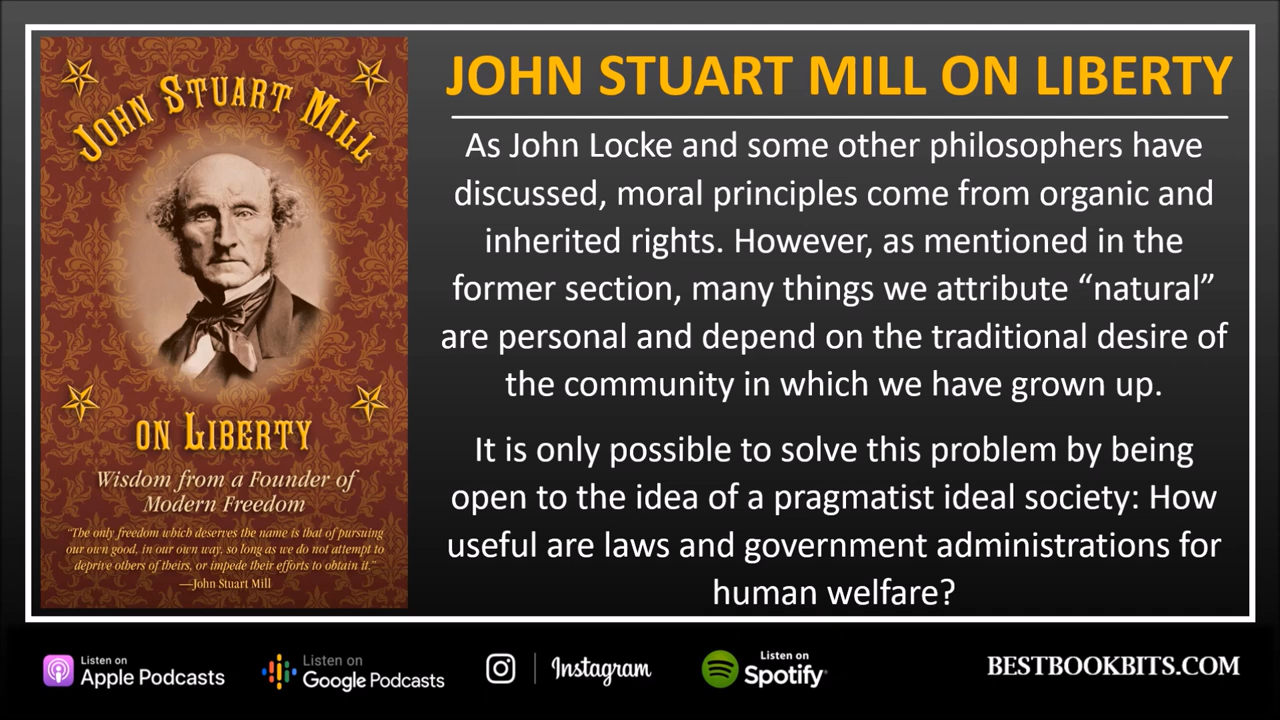 JOHN STUART MILL
ON LIBERTY
Wisdom from a Founder of
Modern Freedom
“The only freedom which deserves the name is that of pursuing
our own good, in our own way, so long as we do not attempt to
deprive others of theirs, or impede their efforts to obtain it.”
—John Stuart Mill
JOHN STUART MILL ON LIBERTY
As John Locke and some other philosophers have
discussed, moral principles come from organic and
inherited rights. However, as mentioned in the
former section, many things we attribute “natural”
are personal and depend on the traditional desire of
the community in which we have grown up.
It is only possible to solve this problem by being
open to the idea of a pragmatist ideal society: How
useful are laws and government administrations for
human welfare?
Listen on
Apple Podcasts
Listen on
Google Podcasts
Instagram
Listen on
Spotify
BESTBOOKBITS.COM